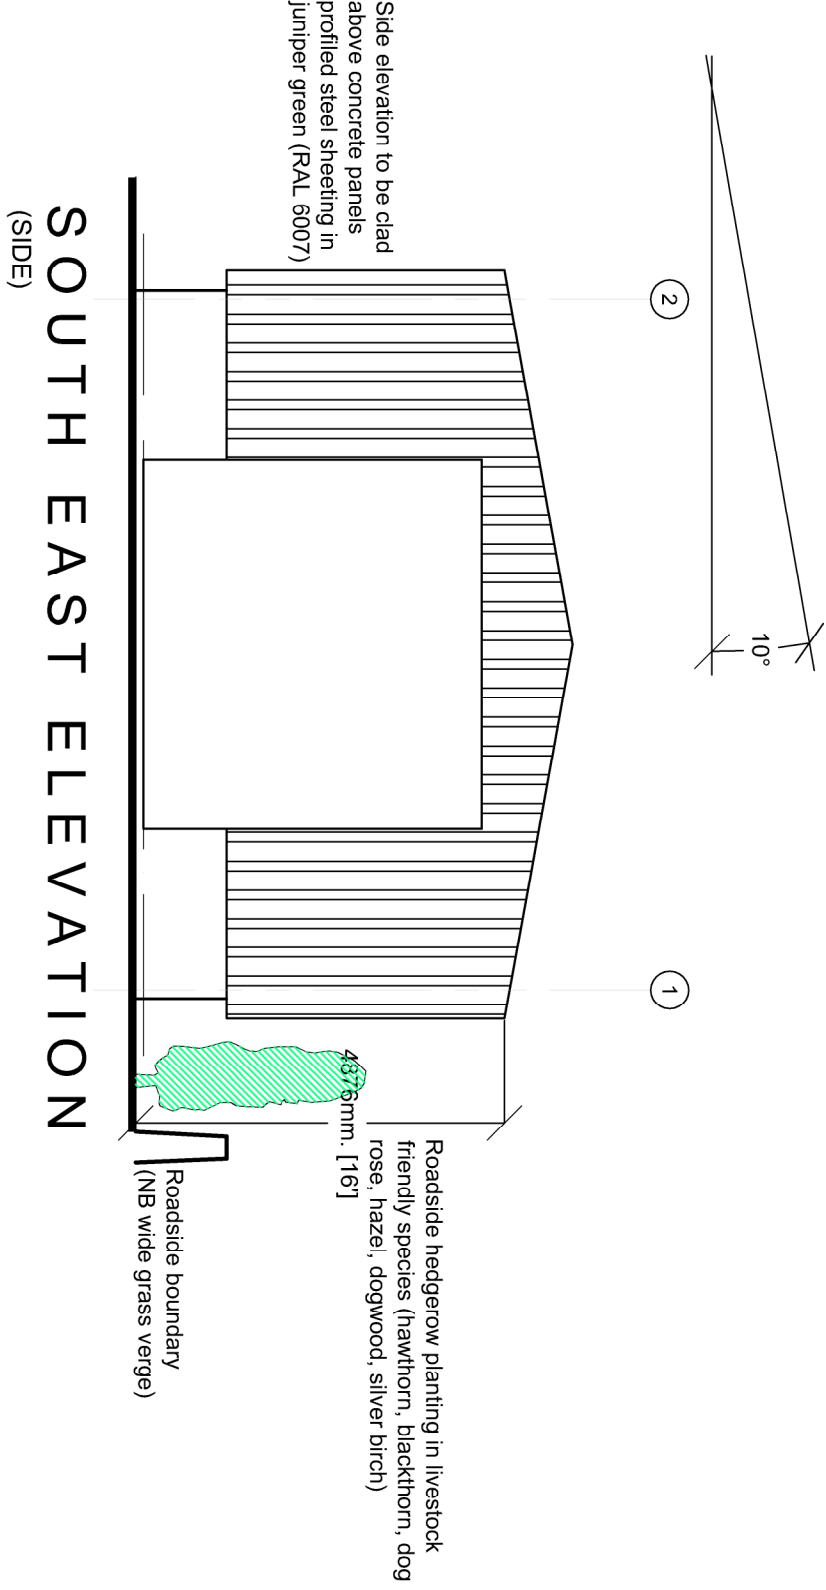 10°
2
1
Side elevation to be clad
above concrete panels
profiled steel sheeting in
juniper green (RAL 6007)
Roadside hedgerow planting in livestock
friendly species (hawthorn, blackthorn, dog
rose, hazel, dogwood, silver birch)
4876mm. [16']
Roadside boundary
(NB wide grass verge)
SOUTH EAST ELEVATION
(SIDE)